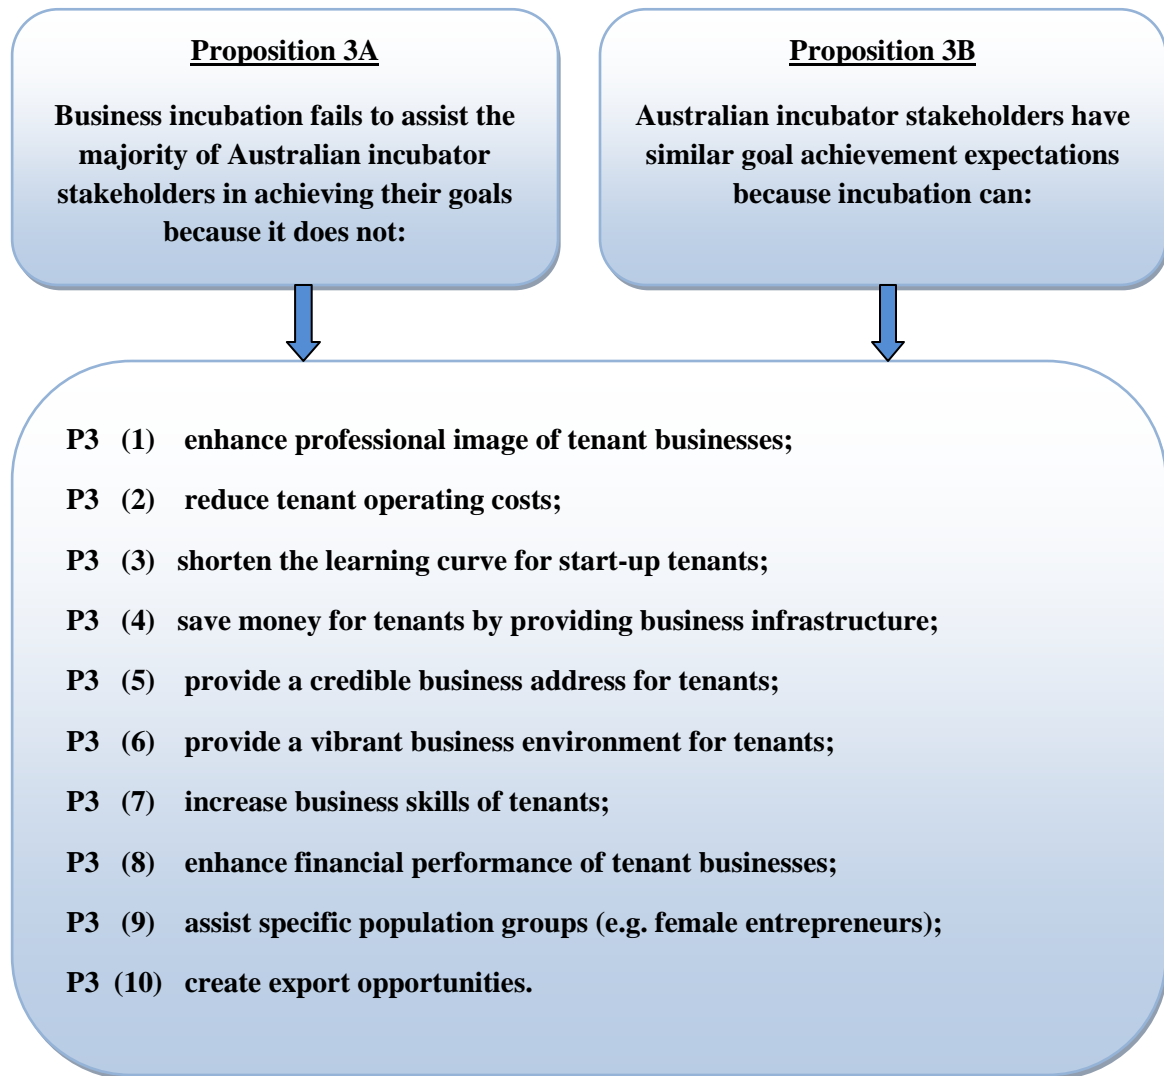 Proposition 3A
Business incubation fails to assist the
majority of Australian incubator
stakeholders in achieving their goals
because it does not:
Proposition 3B
Australian incubator stakeholders have
similar goal achievement expectations
because incubation can:
P3 (1) enhance professional image of tenant businesses;
P3 (2) reduce tenant operating costs;
P3 (3) shorten the learning curve for start-up tenants;
P3 (4) save money for tenants by providing business infrastructure;
P3 (5) provide a credible business address for tenants;
P3 (6) provide a vibrant business environment for tenants;
P3 (7) increase business skills of tenants;
P3 (8) enhance financial performance of tenant businesses;
P3 (9) assist specific population groups (e.g. female entrepreneurs);
P3 (10) create export opportunities.